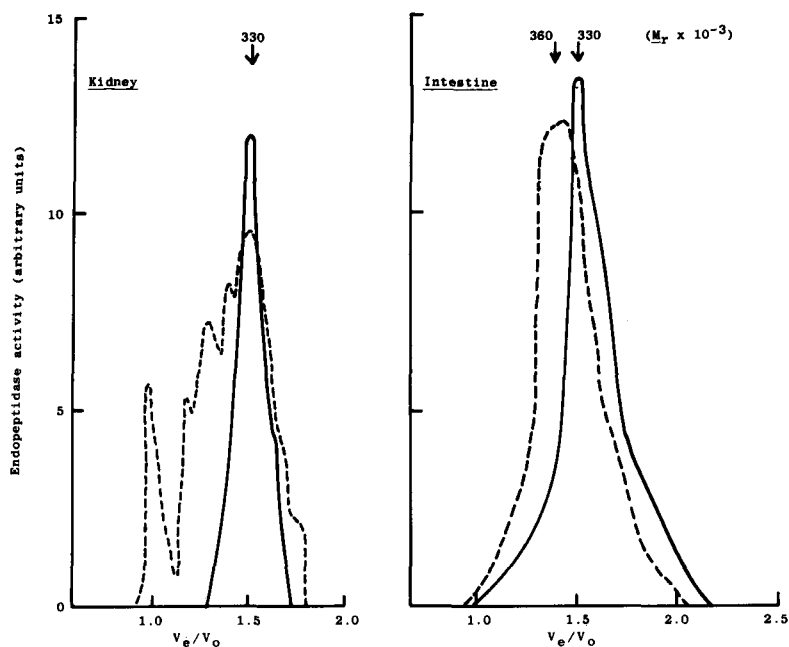 330
360 330 (Mr x 10-3)
15
Kidney
Intestine
10
5
0
Endopeptidase activity (arbitrary units)
1.0 1.5 2.0
Ve/Vo
1.0 1.5 2.0 2.5
Ve/Vo